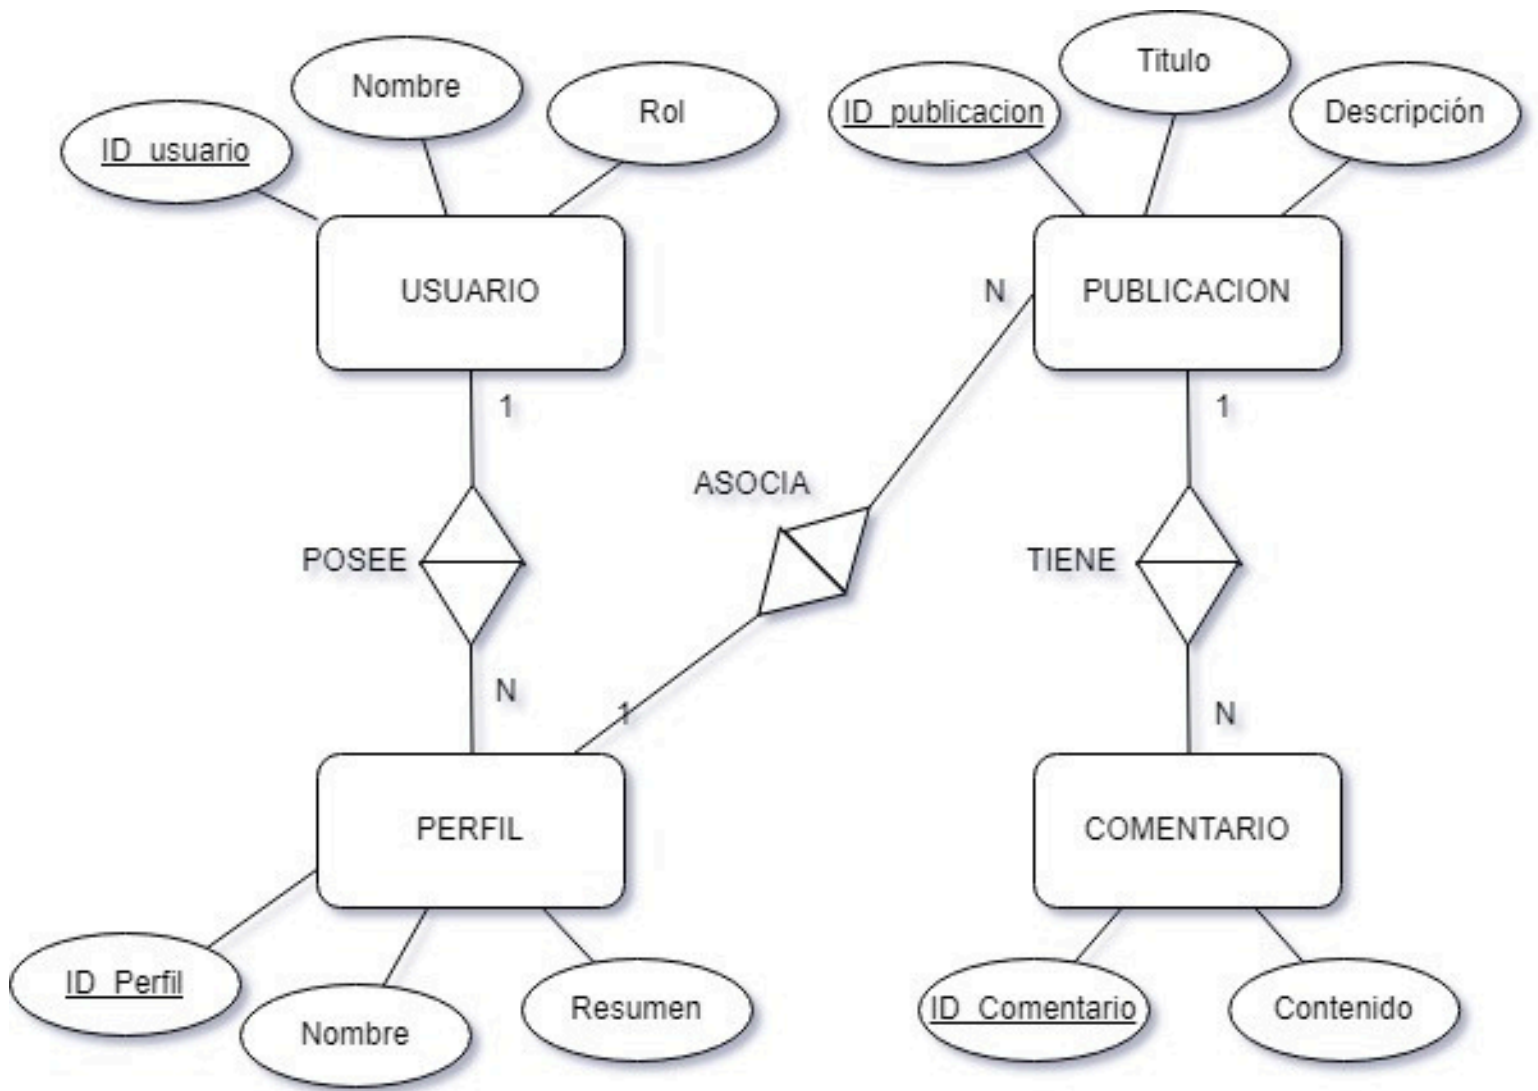 Titulo
Nombre
Rol
ID_publicacion
Descripción
ID_usuario
USUARIO
N
PUBLICACION
1
1
ASOCIA
POSEE
TIENE
N
1
N
PERFIL
COMENTARIO
ID_Perfil
Nombre
Resumen
ID_Comentario
Contenido